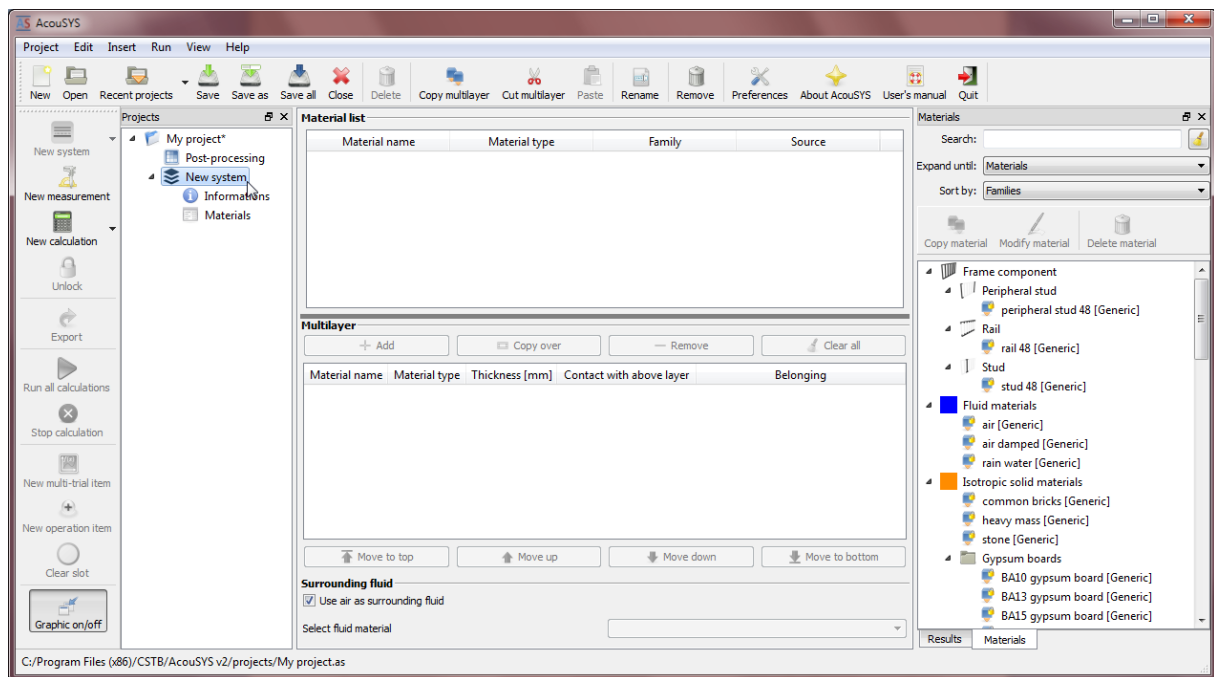 AS AcouSYS
Project Edit Insert Run View Help
New Open Recent projects Save Save as Save all Close Delete Copy multilayer Cut multilayer Paste Rename Remove Preferences About AcouSYS User's manual Quit
New system
New measurement
New calculation
Unlock
Export
Run all calculations
Stop calculation
New multi-trial item
New operation item
Clear slot
Graphic on/off
Projects
My project*
Post-processing
New system
Informations
Materials
Material list
Material name Material type Family Source
Multilayer
Add Copy over Remove Clear all
Material name Material type Thickness [mm] Contact with above layer Belonging
Move to top Move up Move down Move to bottom
Surrounding fluid
Use air as surrounding fluid
Select fluid material
Materials
Search:
Expand until: Materials
Sort by: Families
Copy material Modify material Delete material
Frame component
Peripheral stud
peripheral stud 48 [Generic]
Rail
rail 48 [Generic]
Stud
stud 48 [Generic]
Fluid materials
air [Generic]
air damped [Generic]
rain water [Generic]
Isotropic solid materials
common bricks [Generic]
heavy mass [Generic]
stone [Generic]
Gypsum boards
BA10 gypsum board [Generic]
BA13 gypsum board [Generic]
BA15 gypsum board [Generic]
Results Materials
C:/Program Files (x86)/CSTB/AcouSYS v2/projects/My project.as